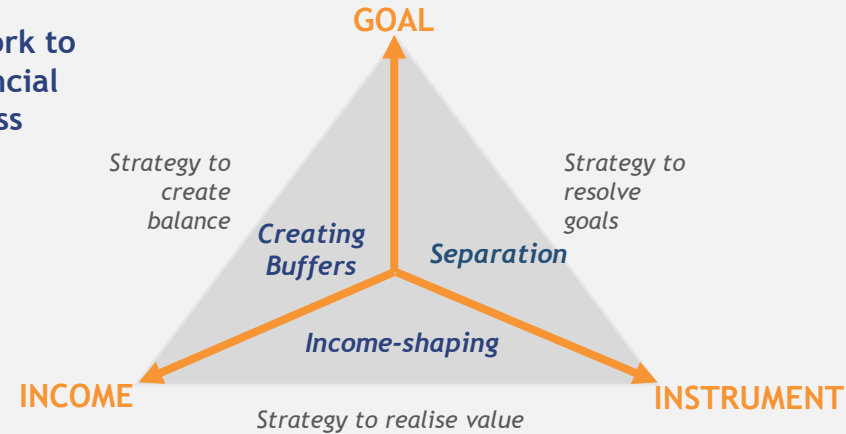 GOAL
ork to
ncial
ss
Strategy to
create
balance
Strategy to
resolve
goals
Creating
Buffers
Separation
Income-shaping
INCOME
INSTRUMENT
Strategy to realise value